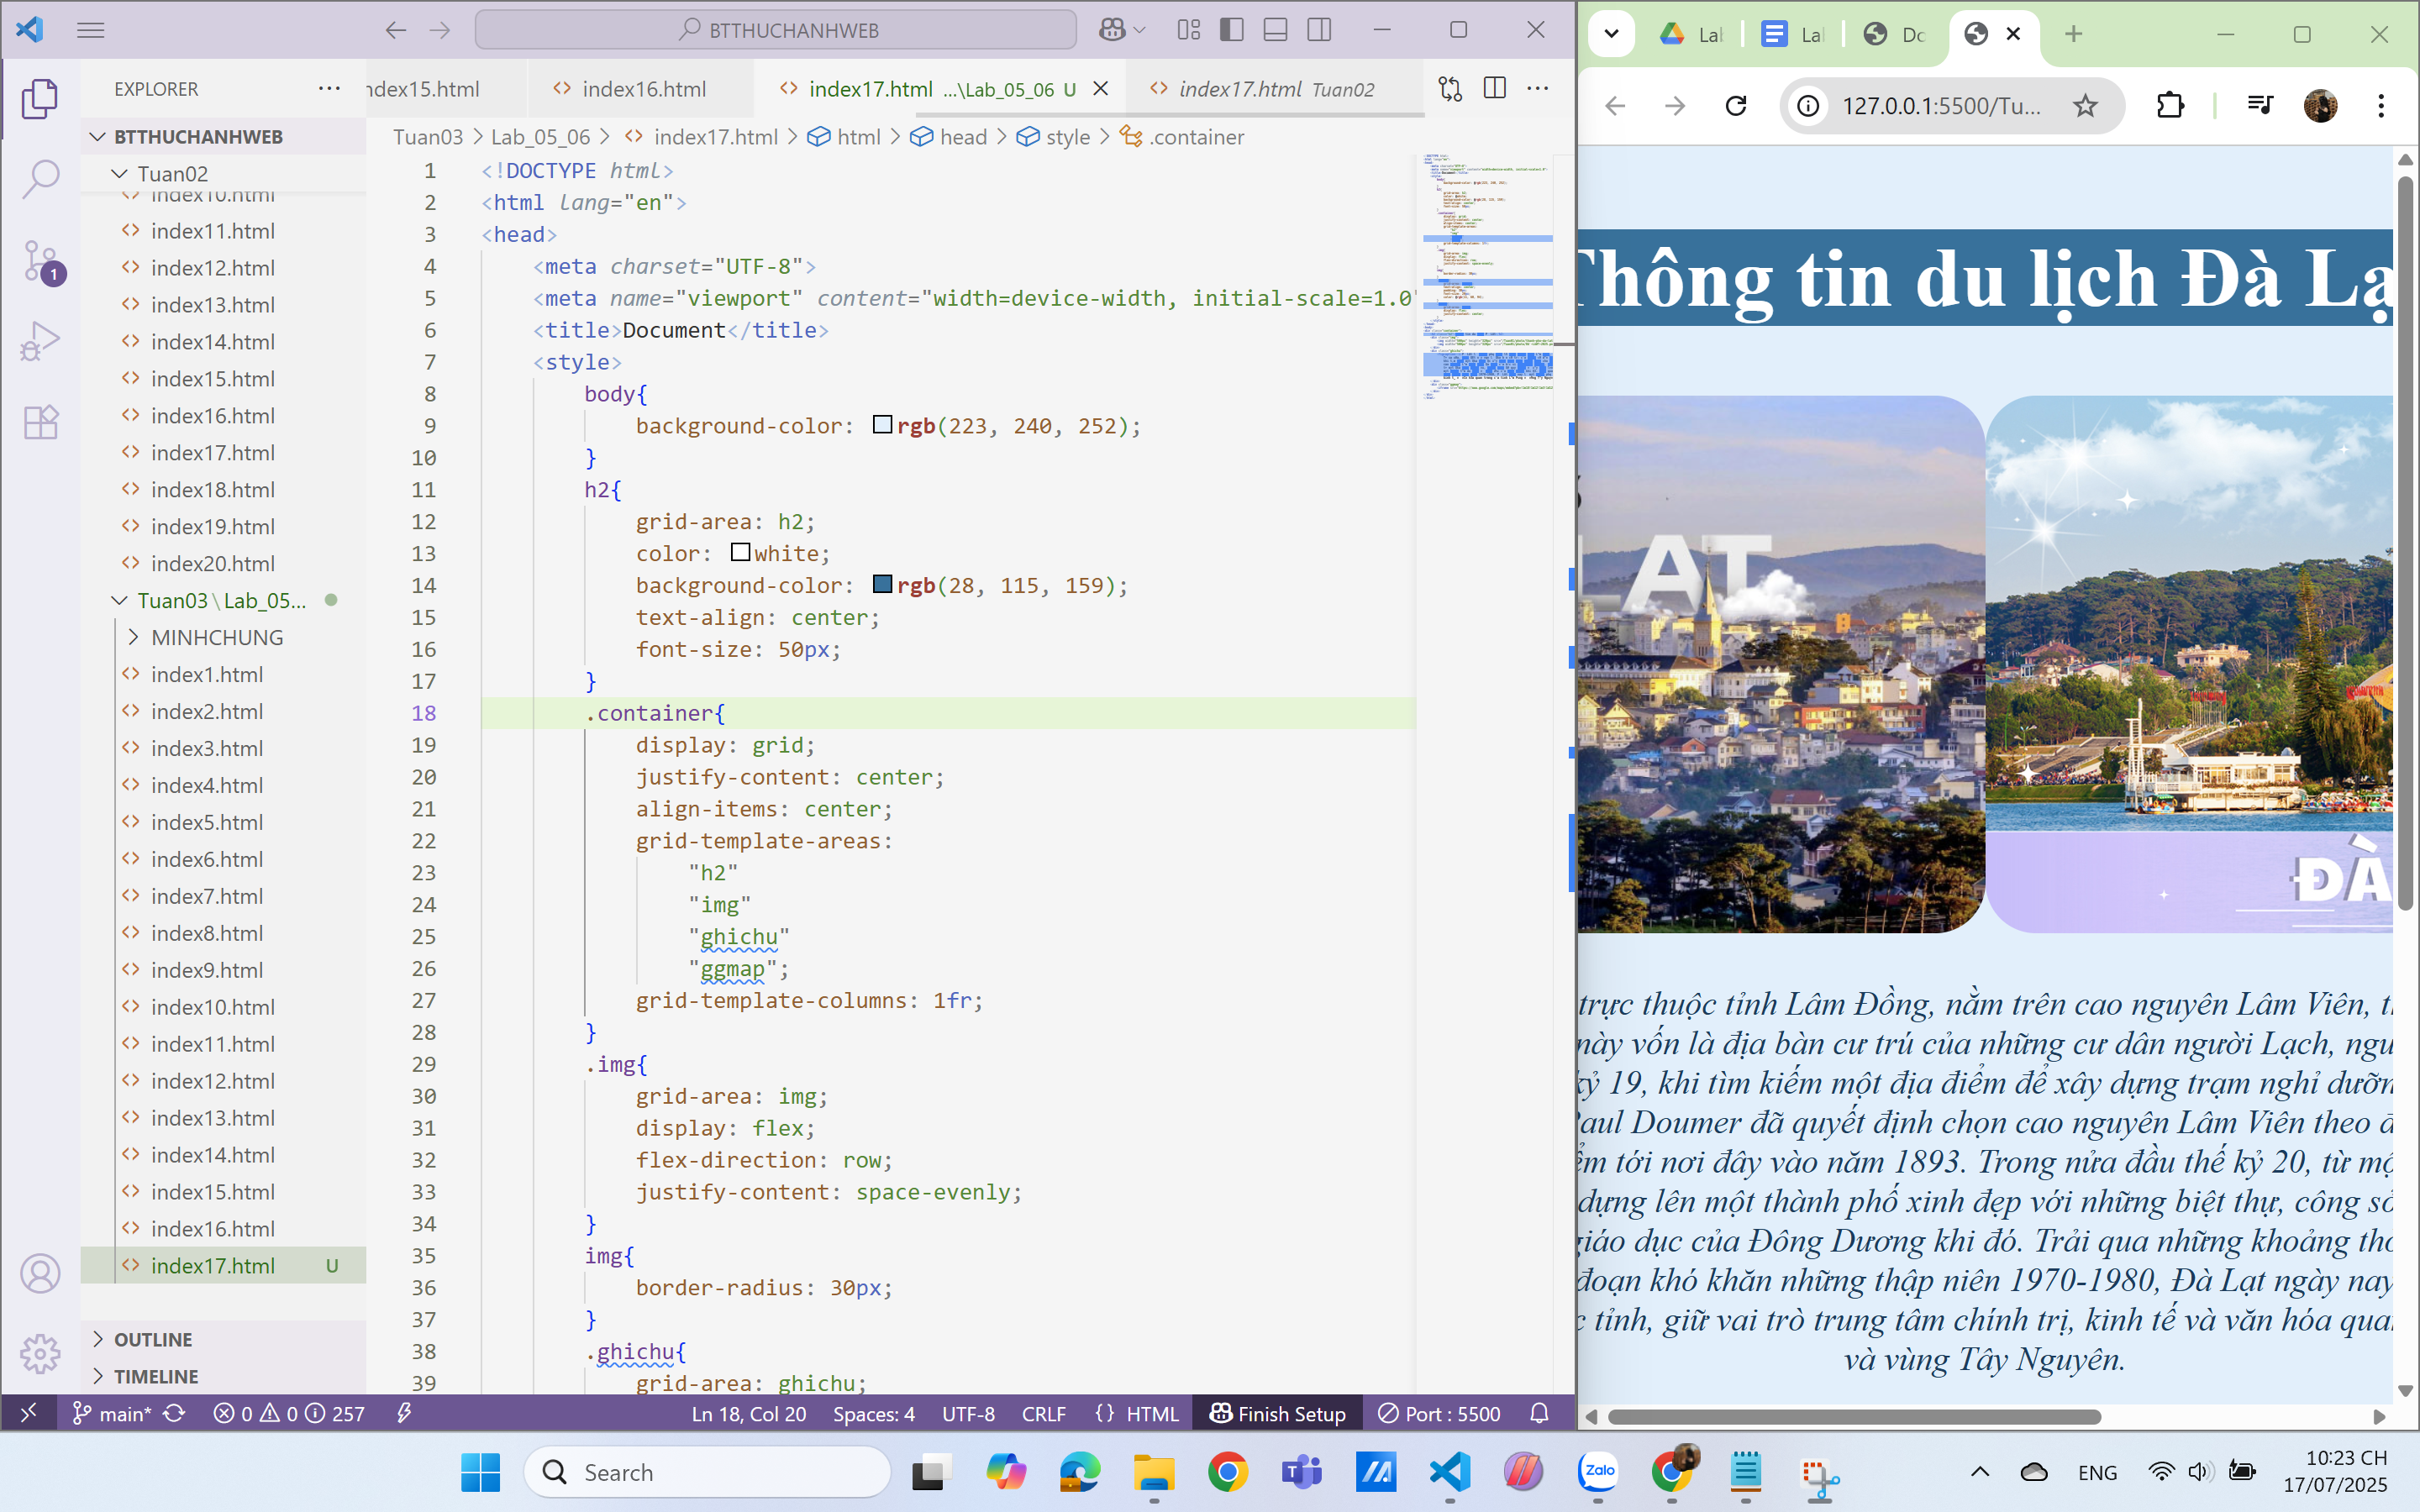 BTTHUCHANHWEB
EXPLORER
BTTHUCHANHWEB
Tuan02
index10.html
index11.html
index12.html
index13.html
index14.html
index15.html
index16.html
index17.html
index18.html
index19.html
index20.html
Tuan03\Lab_05...
MINHCHUNG
index1.html
index2.html
index3.html
index4.html
index5.html
index6.html
index7.html
index8.html
index9.html
index10.html
index11.html
index12.html
index13.html
index14.html
index15.html
index16.html
index17.html U
OUTLINE
TIMELINE
1
ndex15.html
index16.html
index17.html ...\Lab_05_06 U
index17.html Tuan02
Tuan03 > Lab_05_06 > index17.html > html > head > style > .container
1 <!DOCTYPE html>
2 <html lang="en">
3 <head>
4 <meta charset="UTF-8">
5 <meta name="viewport" content="width=device-width, initial-scale=1.0"
6 <title>Document</title>
7 <style>
8 body{
9 background-color: rgb(223, 240, 252);
10 }
11 h2{
12 grid-area: h2;
13 color: white;
14 background-color: rgb(28, 115, 159);
15 text-align: center;
16 font-size: 50px;
17 }
18 .container{
19 display: grid;
20 justify-content: center;
21 align-items: center;
22 grid-template-areas:
23 "h2"
24 "img"
25 "ghichu"
26 "ggmap";
27 grid-template-columns: 1fr;
28 }
29 .img{
30 grid-area: img;
31 display: flex;
32 flex-direction: row;
33 justify-content: space-evenly;
34 }
35 img{
36 border-radius: 30px;
37 }
38 .ghichu{
39 grid-area: ghichu;
main* 0 0 257
Ln 18, Col 20 Spaces: 4 UTF-8 CRLF {} HTML Finish Setup Port : 5500
Lal
Lal
Dc
127.0.0.1:5500/Tu...
Thông tin du lịch Đà Lạ
LAT
ĐÀ
trực thuộc tỉnh Lâm Đồng, nằm trên cao nguyên Lâm Viên, t
này vốn là địa bàn cư trú của những cư dân người Lạch, ngu
kỷ 19, khi tìm kiếm một địa điểm để xây dựng trạm nghỉ dưỡn
Paul Doumer đã quyết định chọn cao nguyên Lâm Viên theo đ
ểm tới nơi đây vào năm 1893. Trong nửa đầu thế kỷ 20, từ mộ
dựng lên một thành phố xinh đẹp với những biệt thự, công sở
giáo dục của Đông Dương khi đó. Trải qua những khoảng thờ
đoạn khó khăn những thập niên 1970-1980, Đà Lạt ngày nay
c tỉnh, giữ vai trò trung tâm chính trị, kinh tế và văn hóa qua
và vùng Tây Nguyên.
Search
Zalo
ENG
10:23 CH
17/07/2025